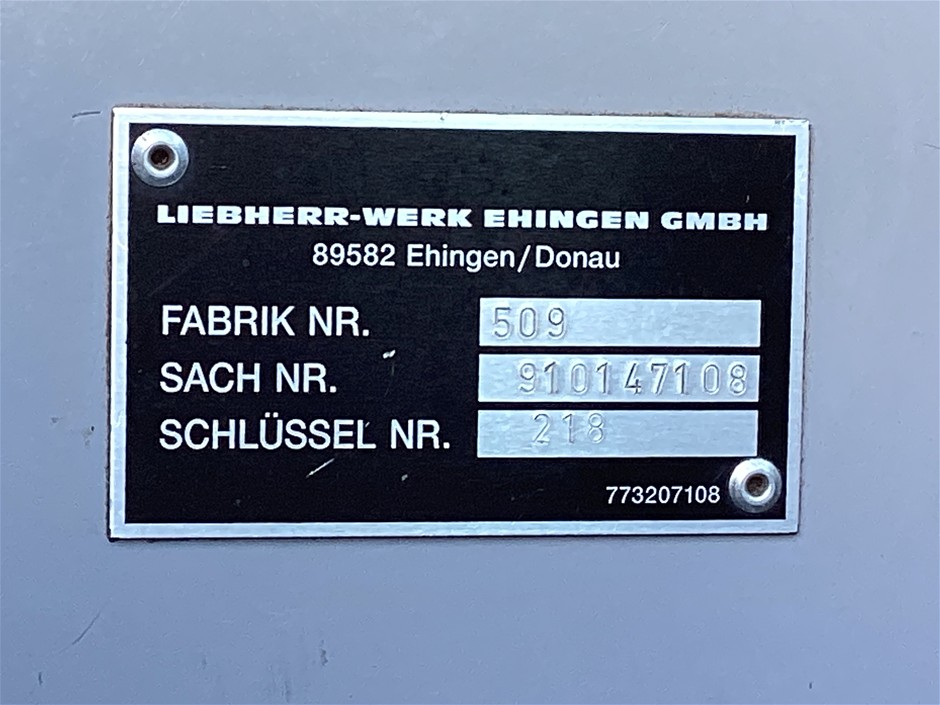 LIEBHERR-WERK EHINGEN GMBH
89582 Ehingen/Donau
FABRIK NR. 509
SACH NR. 910147108
SCHLÜSSEL NR. 218
773207108